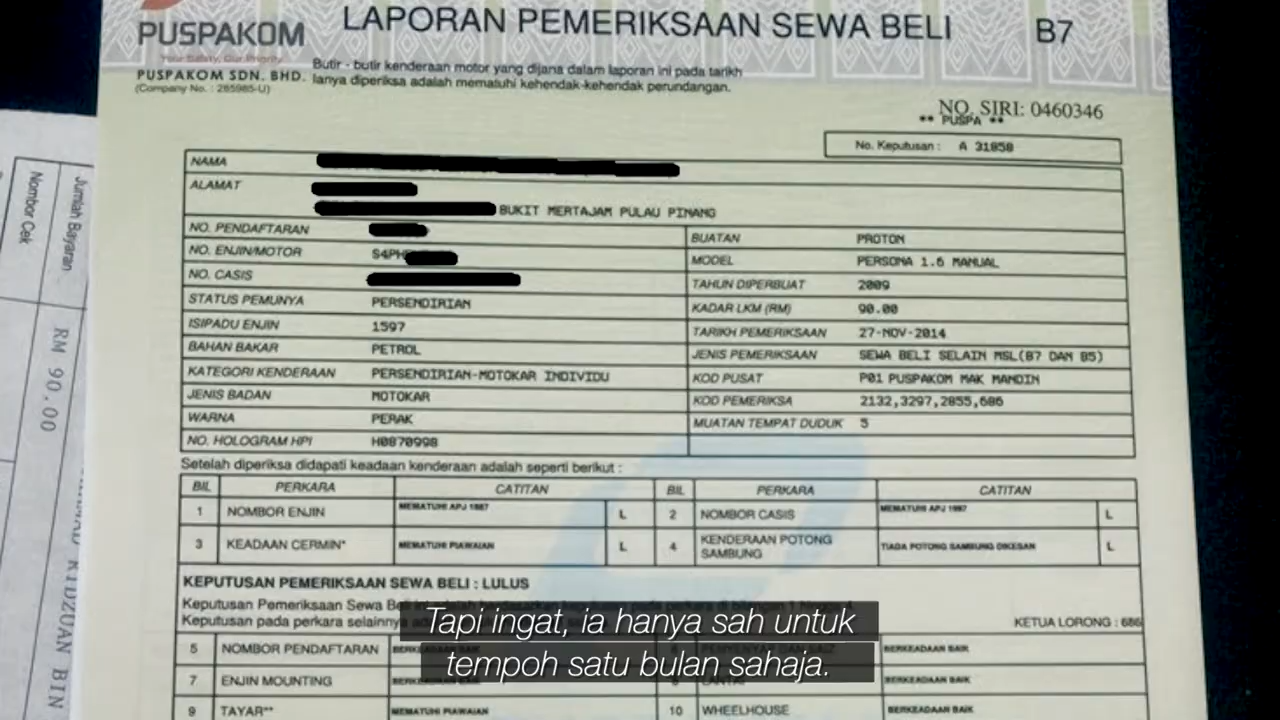 PUSPAKOM
Your Safety, Our Priority
PUSPAKOM SDN. BHD.
(Company No. : 285985-U)
LAPORAN PEMERIKSAAN SEWA BELI B7
Butir - butir kenderaan motor yang dijana dalam laporan ini pada tarikh
ianya diperiksa adalah mematuhi kehendak-kehendak perundangan.
NO. SIRI: 0460346
** PUSPA **
No. Keputusan : A 31858
NAMA
ALAMAT
BUKIT MERTAJAM PULAU PINANG
NO. PENDAFTARAN
BUATAN PROTON
NO. ENJIN/MOTOR S4PH
MODEL PERSONA 1.6 MANUAL
NO. CASIS
TAHUN DIPERBUAT 2009
STATUS PEMUNYA PERSENDIRIAN
KADAR LKM (RM) 90.00
ISIPADU ENJIN 1597
TARIKH PEMERIKSAAN 27-NOV-2014
BAHAN BAKAR PETROL
JENIS PEMERIKSAAN SEWA BELI SELAIN MSL(B7 DAN B5)
KATEGORI KENDERAAN PERSENDIRIAN-MOTOKAR INDIVIDU
KOD PUSAT P01 PUSPAKOM MAK MANDIN
JENIS BADAN MOTOKAR
KOD PEMERIKSA 2132,3297,2855,686
WARNA PERAK
MUATAN TEMPAT DUDUK 5
NO. HOLOGRAM HPI H0870998
Setelah diperiksa didapati keadaan kenderaan adalah seperti berikut :
BIL PERKARA CATITAN BIL PERKARA CATITAN
1 NOMBOR ENJIN MEMATUHI APJ 1987 L 2 NOMBOR CASIS MEMATUHI APJ 1987 L
3 KEADAAN CERMIN* MEMATUHI PIAWAIAN L 4 KENDERAAN POTONG
SAMBUNG TIADA POTONG SAMBUNG DIKESAN L
KEPUTUSAN PEMERIKSAAN SEWA BELI : LULUS
Keputusan Pemeriksaan Sewa Beli
Keputusan pada perkara selainnya
KETUA LORONG : 686
Tapi ingat, ia hanya sah untuk
tempoh satu bulan sahaja.
5 NOMBOR PENDAFTARAN BERKEADAAN BAIK
7 ENJIN MOUNTING BERKEADAAN BAIK
9 TAYAR** MEMATUHI PIAWAIAN 10 WHEELHOUSE BERKEADAAN BAIK
Jumlah Bayaran
Nombor Cek
RM 90.00
RIDZUAN BIN